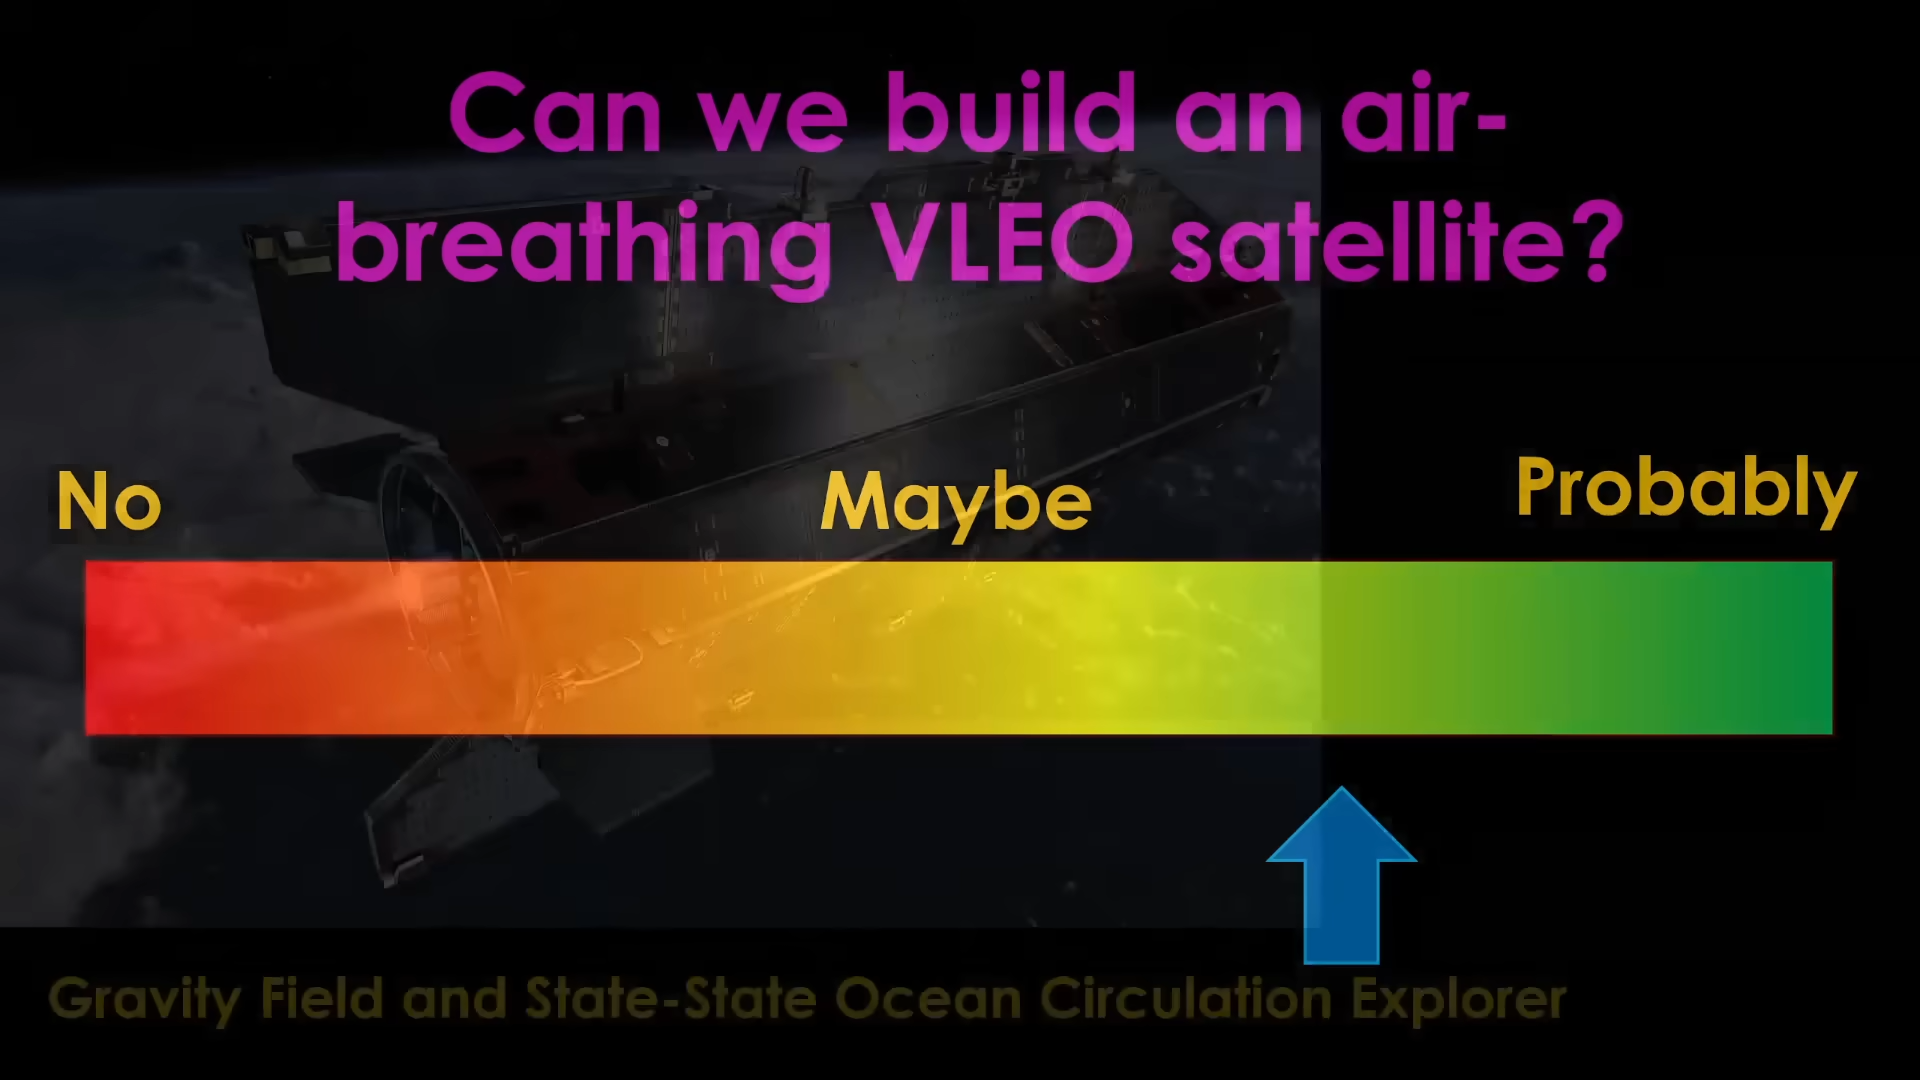 Can we build an air-
breathing VLEO satellite?
No
Maybe
Probably
Gravity Field and State-State Ocean Circulation Explorer